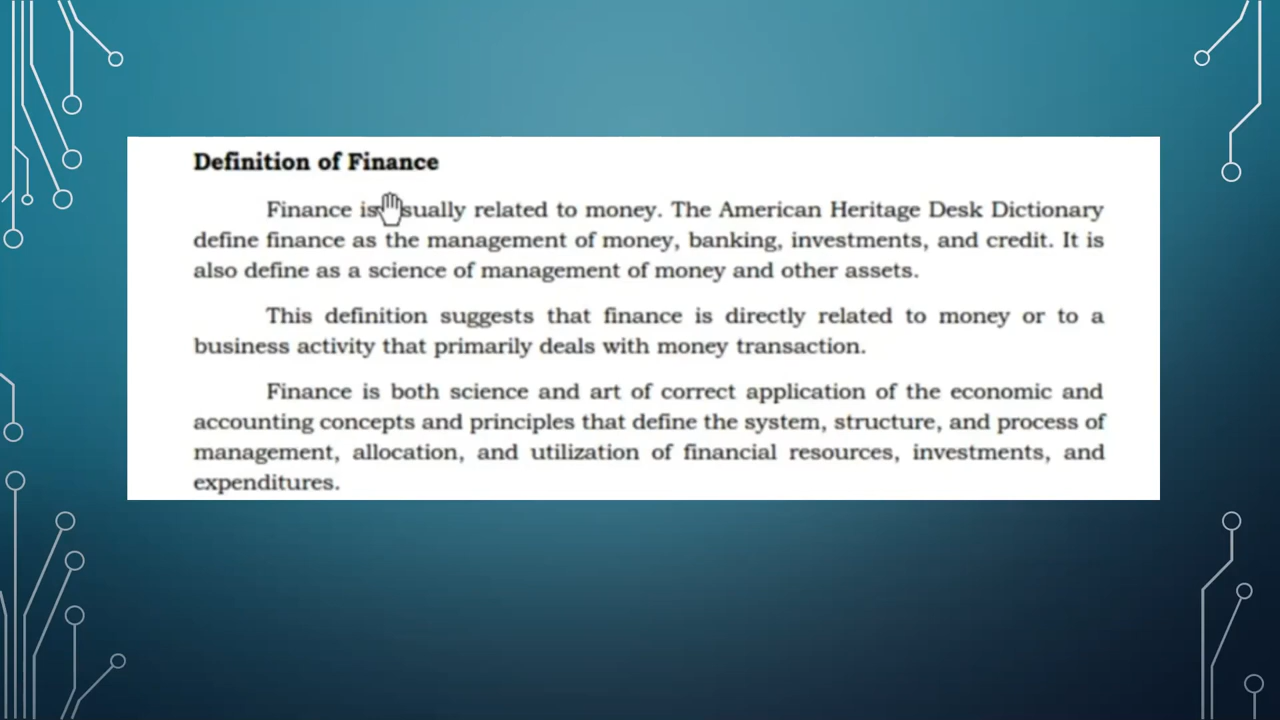 Definition of Finance
Finance is usually related to money. The American Heritage Desk Dictionary
define finance as the management of money, banking, investments, and credit. It is
also define as a science of management of money and other assets.
This definition suggests that finance is directly related to money or to a
business activity that primarily deals with money transaction.
Finance is both science and art of correct application of the economic and
accounting concepts and principles that define the system, structure, and process of
management, allocation, and utilization of financial resources, investments, and
expenditures.